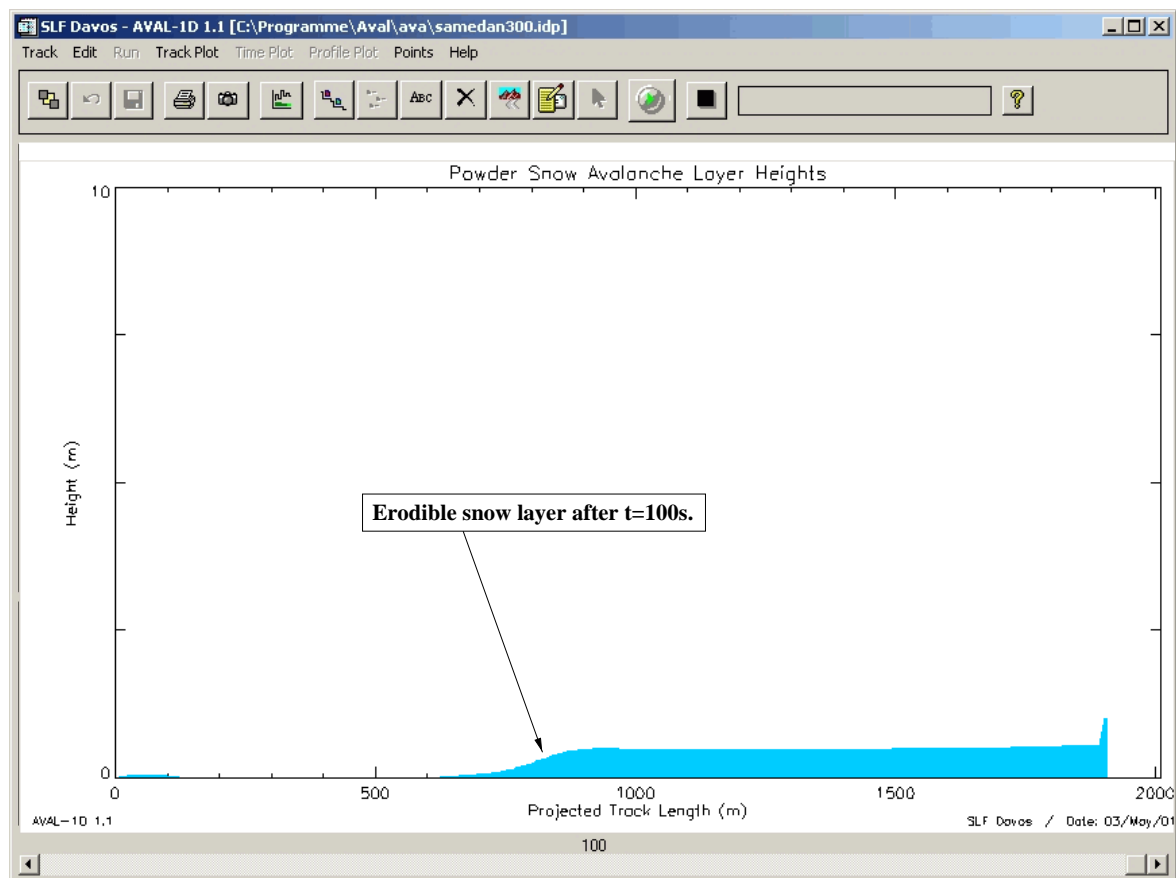 SLF Davos - AVAL-1D 1.1 [C:\Programme\Aval\ava\samedan300.idp]
Track Edit Run Track Plot Time Plot Profile Plot Points Help
ABC
?
Powder Snow Avalanche Layer Heights
10
Height (m)
Erodible snow layer after t=100s.
0
0 500 1000 1500 2000
Projected Track Length (m)
AVAL-1D 1.1
SLF Davos / Date: 03/May/01
100